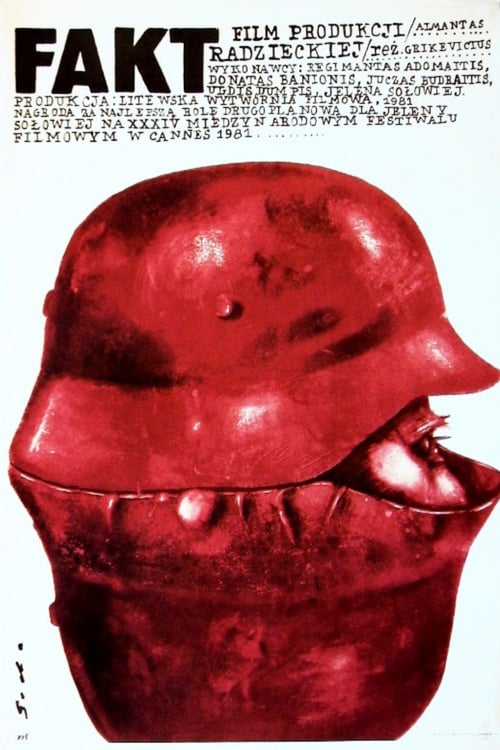 FAKT
FILM PRODUKCJI / ALMANTAS
RADZIECKIEJ / reż. GRIKEVICIUS
WYKONAWCY: REGIMANTAS ADOMAITIS,
DONATAS BANIONIS, JUCZAS BUDRAITIS,
ULDIS DUMPIS, JELENA SOŁOWIEJ.
PRODUKCJA: LITEWSKA WYTWÓRNIA FILMOWA, 1981
NAGRODA ZA NAJLEPSZĄ ROLĘ DRUGOPLANOWĄ DLA JELENY
SOŁOWIEJ NA XXXIV MIĘDZYNARODOWYM FESTIWALU
FILMOWYM W CANNES 1981